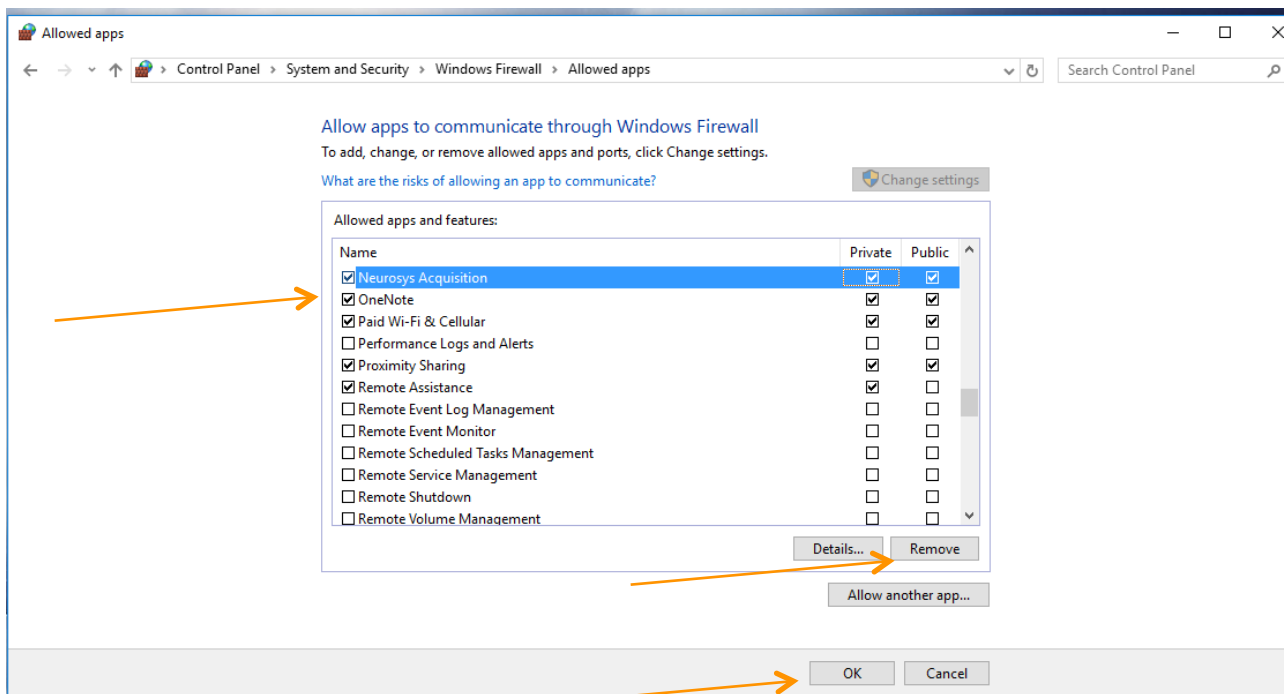 Allowed apps
Control Panel > System and Security > Windows Firewall > Allowed apps
Search Control Panel
Allow apps to communicate through Windows Firewall
To add, change, or remove allowed apps and ports, click Change settings.
What are the risks of allowing an app to communicate?
Change settings
Allowed apps and features:
Name Private Public
Neurosys Acquisition
OneNote
Paid Wi-Fi & Cellular
Performance Logs and Alerts
Proximity Sharing
Remote Assistance
Remote Event Log Management
Remote Event Monitor
Remote Scheduled Tasks Management
Remote Service Management
Remote Shutdown
Remote Volume Management
Details... Remove
Allow another app...
OK Cancel